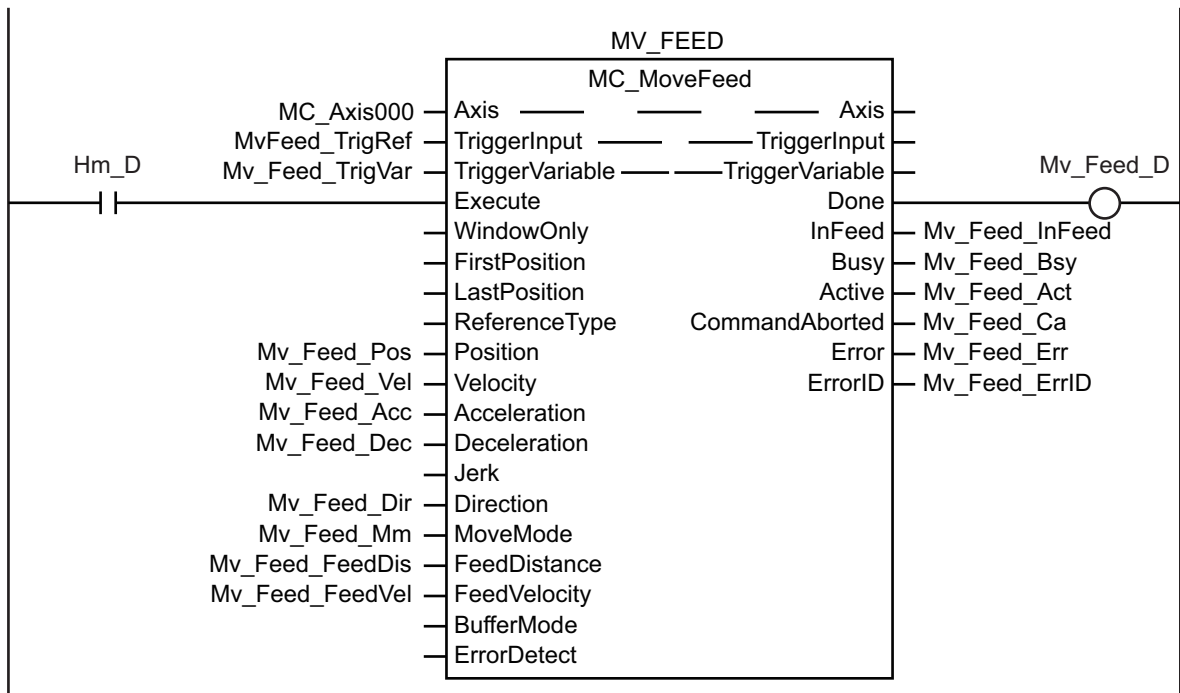 MV_FEED
MC_MoveFeed
MC_Axis000 Axis Axis
MvFeed_TrigRef TriggerInput TriggerInput
Hm_D Mv_Feed_TrigVar TriggerVariable TriggerVariable Mv_Feed_D
Execute Done
WindowOnly InFeed Mv_Feed_InFeed
FirstPosition Busy Mv_Feed_Bsy
LastPosition Active Mv_Feed_Act
ReferenceType CommandAborted Mv_Feed_Ca
Mv_Feed_Pos Position Error Mv_Feed_Err
Mv_Feed_Vel Velocity ErrorID Mv_Feed_ErrID
Mv_Feed_Acc Acceleration
Mv_Feed_Dec Deceleration
Jerk
Mv_Feed_Dir Direction
Mv_Feed_Mm MoveMode
Mv_Feed_FeedDis FeedDistance
Mv_Feed_FeedVel FeedVelocity
BufferMode
ErrorDetect